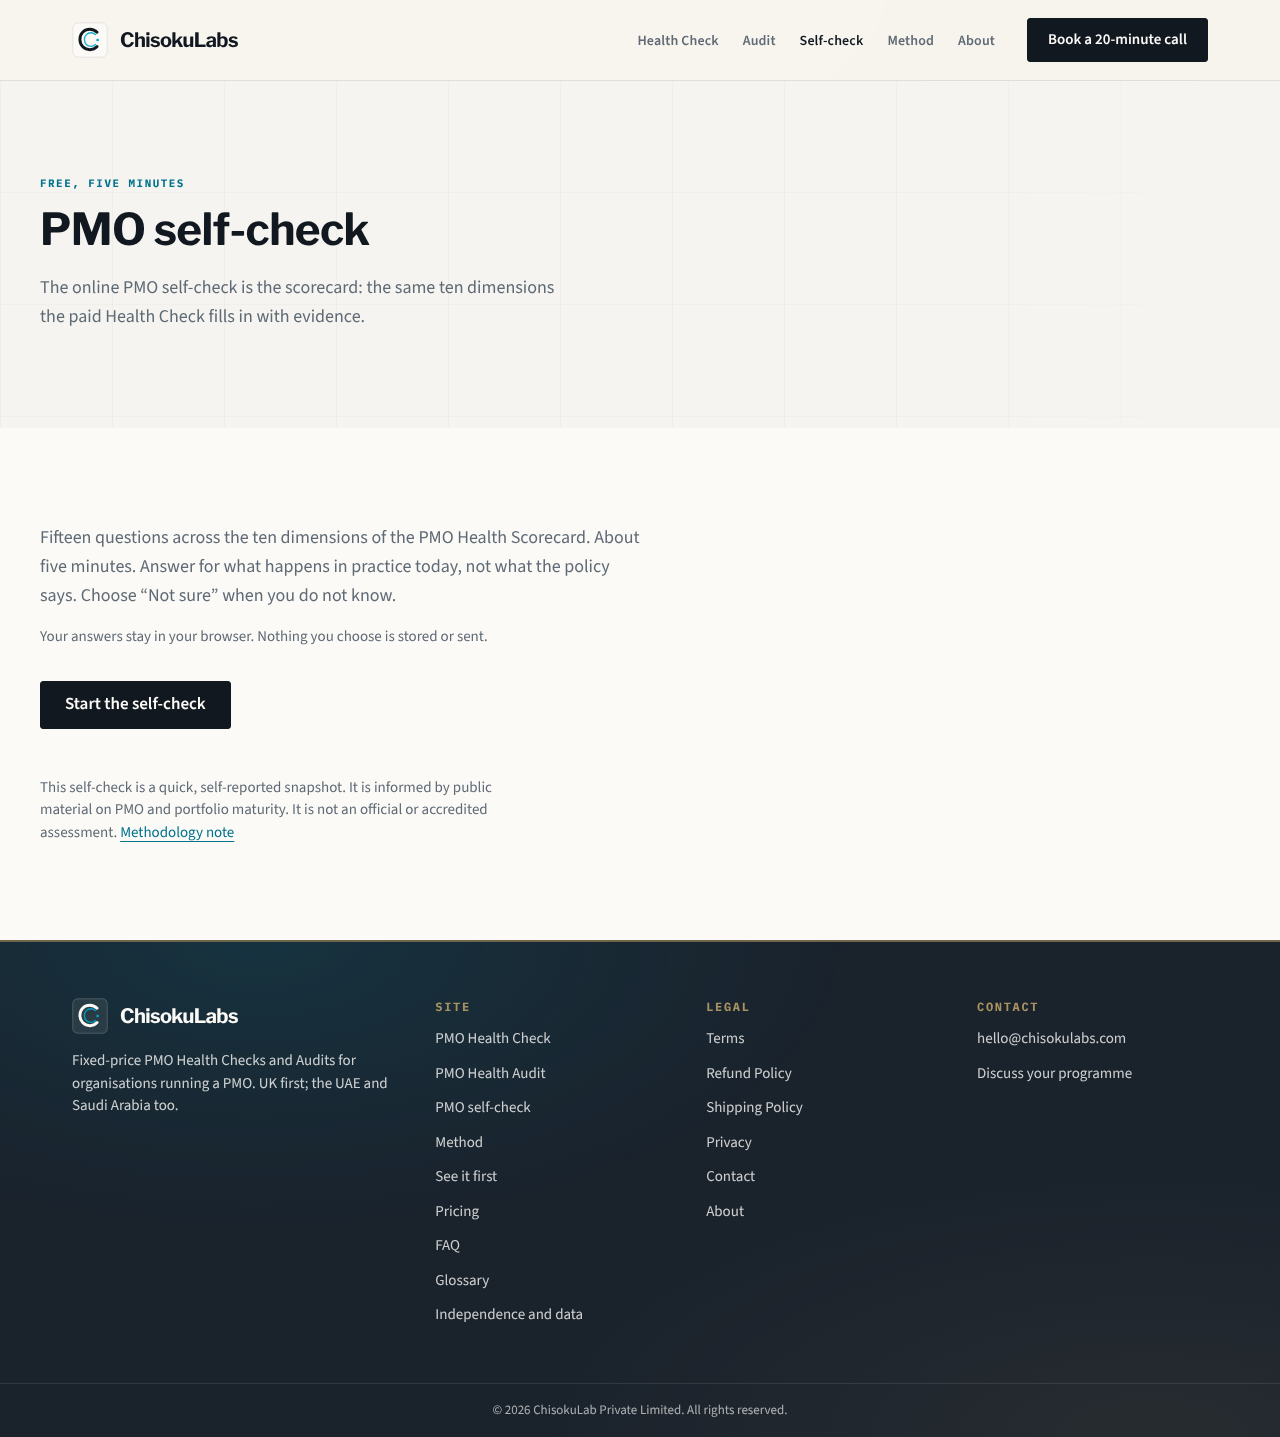 ChisokuLabs
Health Check
Audit
Self-check
Method
About
Book a 20-minute call
FREE, FIVE MINUTES
PMO self-check
The online PMO self-check is the scorecard: the same ten dimensions
the paid Health Check fills in with evidence.
Fifteen questions across the ten dimensions of the PMO Health Scorecard. About
five minutes. Answer for what happens in practice today, not what the policy
says. Choose “Not sure” when you do not know.
Your answers stay in your browser. Nothing you choose is stored or sent.
Start the self-check
This self-check is a quick, self-reported snapshot. It is informed by public
material on PMO and portfolio maturity. It is not an official or accredited
assessment. Methodology note
ChisokuLabs
Fixed-price PMO Health Checks and Audits for
organisations running a PMO. UK first; the UAE and
Saudi Arabia too.
SITE
PMO Health Check
PMO Health Audit
PMO self-check
Method
See it first
Pricing
FAQ
Glossary
Independence and data
LEGAL
Terms
Refund Policy
Shipping Policy
Privacy
Contact
About
CONTACT
hello@chisokulabs.com
Discuss your programme
© 2026 ChisokuLab Private Limited. All rights reserved.